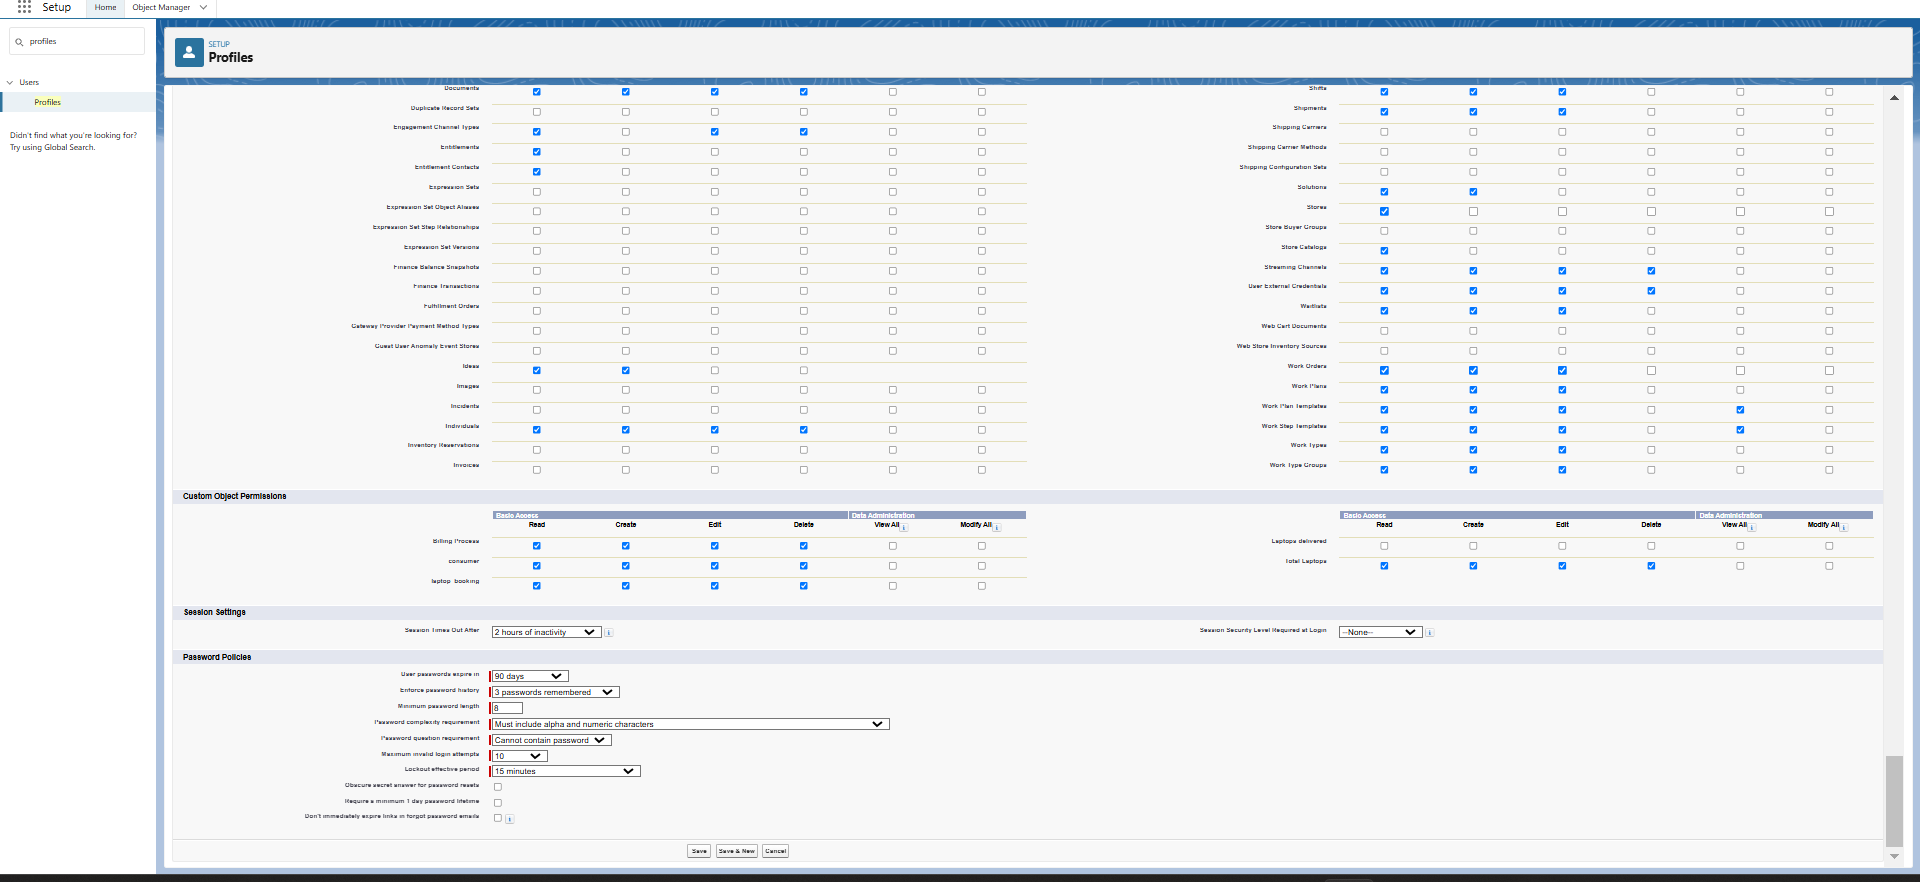 Setup
Home
Object Manager
profiles
Users
Profiles
Didn't find what you're looking for?
Try using Global Search.
SETUP
Profiles
Documents
Duplicate Record Sets
Engagement Channel Types
Entitlements
Entitlement Contacts
Expression Sets
Expression Set Object Aliases
Expression Set Step Relationships
Expression Set Versions
Finance Balance Snapshots
Finance Transactions
Fulfillment Orders
Gateway Provider Payment Method Types
Guest User Anomaly Event Stores
Ideas
Images
Incidents
Individuals
Inventory Reservations
Invoices
Shifts
Shipments
Shipping Carriers
Shipping Carrier Methods
Shipping Configuration Sets
Solutions
Stores
Store Buyer Groups
Store Catalogs
Streaming Channels
User External Credentials
Waitlists
Web Cart Documents
Web Store Inventory Sources
Work Orders
Work Plans
Work Plan Templates
Work Step Templates
Work Types
Work Type Groups
Custom Object Permissions
Basic Access Data Administration
Read Create Edit Delete View All Modify All
Billing Process
consumer
laptop booking
Basic Access Data Administration
Read Create Edit Delete View All Modify All
Laptops delivered
Total Laptops
Session Settings
Session Times Out After 2 hours of inactivity
Session Security Level Required at Login --None--
Password Policies
User passwords expire in 90 days
Enforce password history 3 passwords remembered
Minimum password length 8
Password complexity requirement Must include alpha and numeric characters
Password question requirement Cannot contain password
Maximum invalid login attempts 10
Lockout effective period 15 minutes
Obscure secret answer for password resets
Require a minimum 1 day password lifetime
Don't immediately expire links in forgot password emails
Save Save & New Cancel